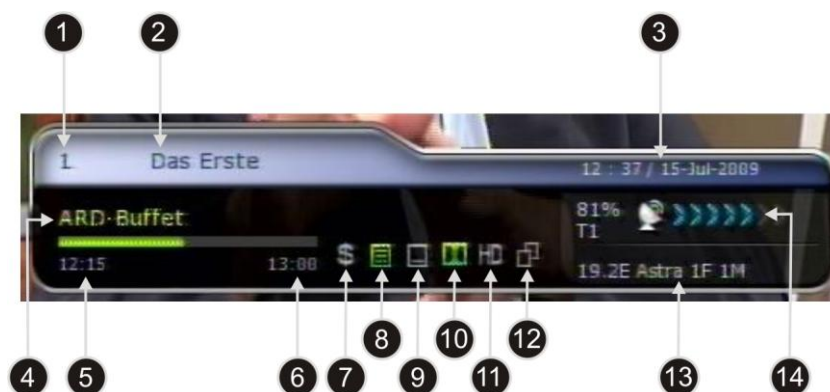 1 2 3
1 Das Erste
12 : 37 / 15-Jul-2009
ARD-Buffet
81%
T1
12:15 13:00 $ HD
19.2E Astra 1F 1M
4 5 6 7 8 9 10 11 12 13 14